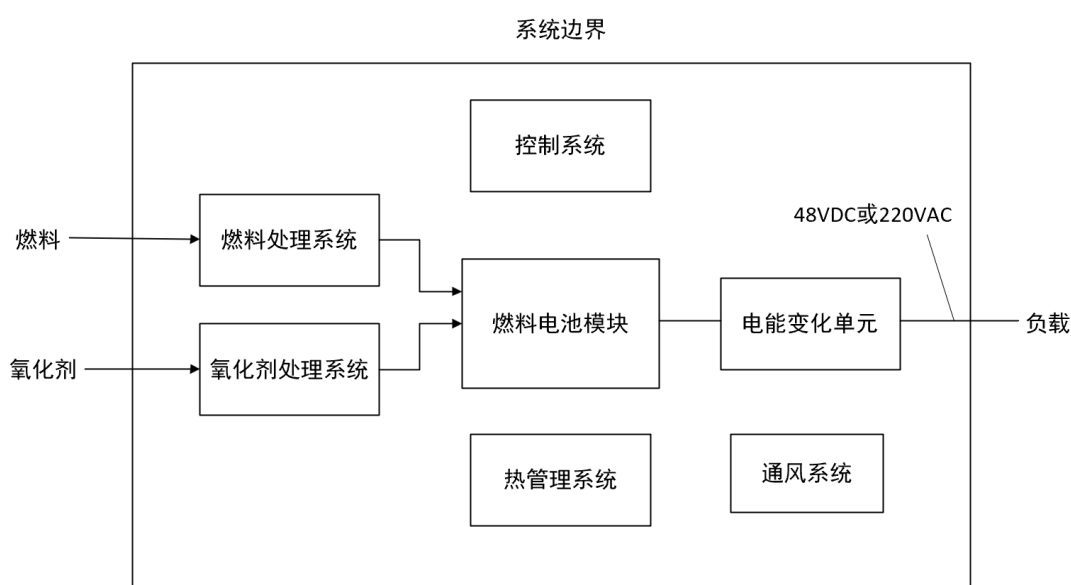 系统边界
控制系统
48VDC或220VAC
燃料
燃料处理系统
燃料电池模块
电能变化单元
负载
氧化剂
氧化剂处理系统
热管理系统
通风系统